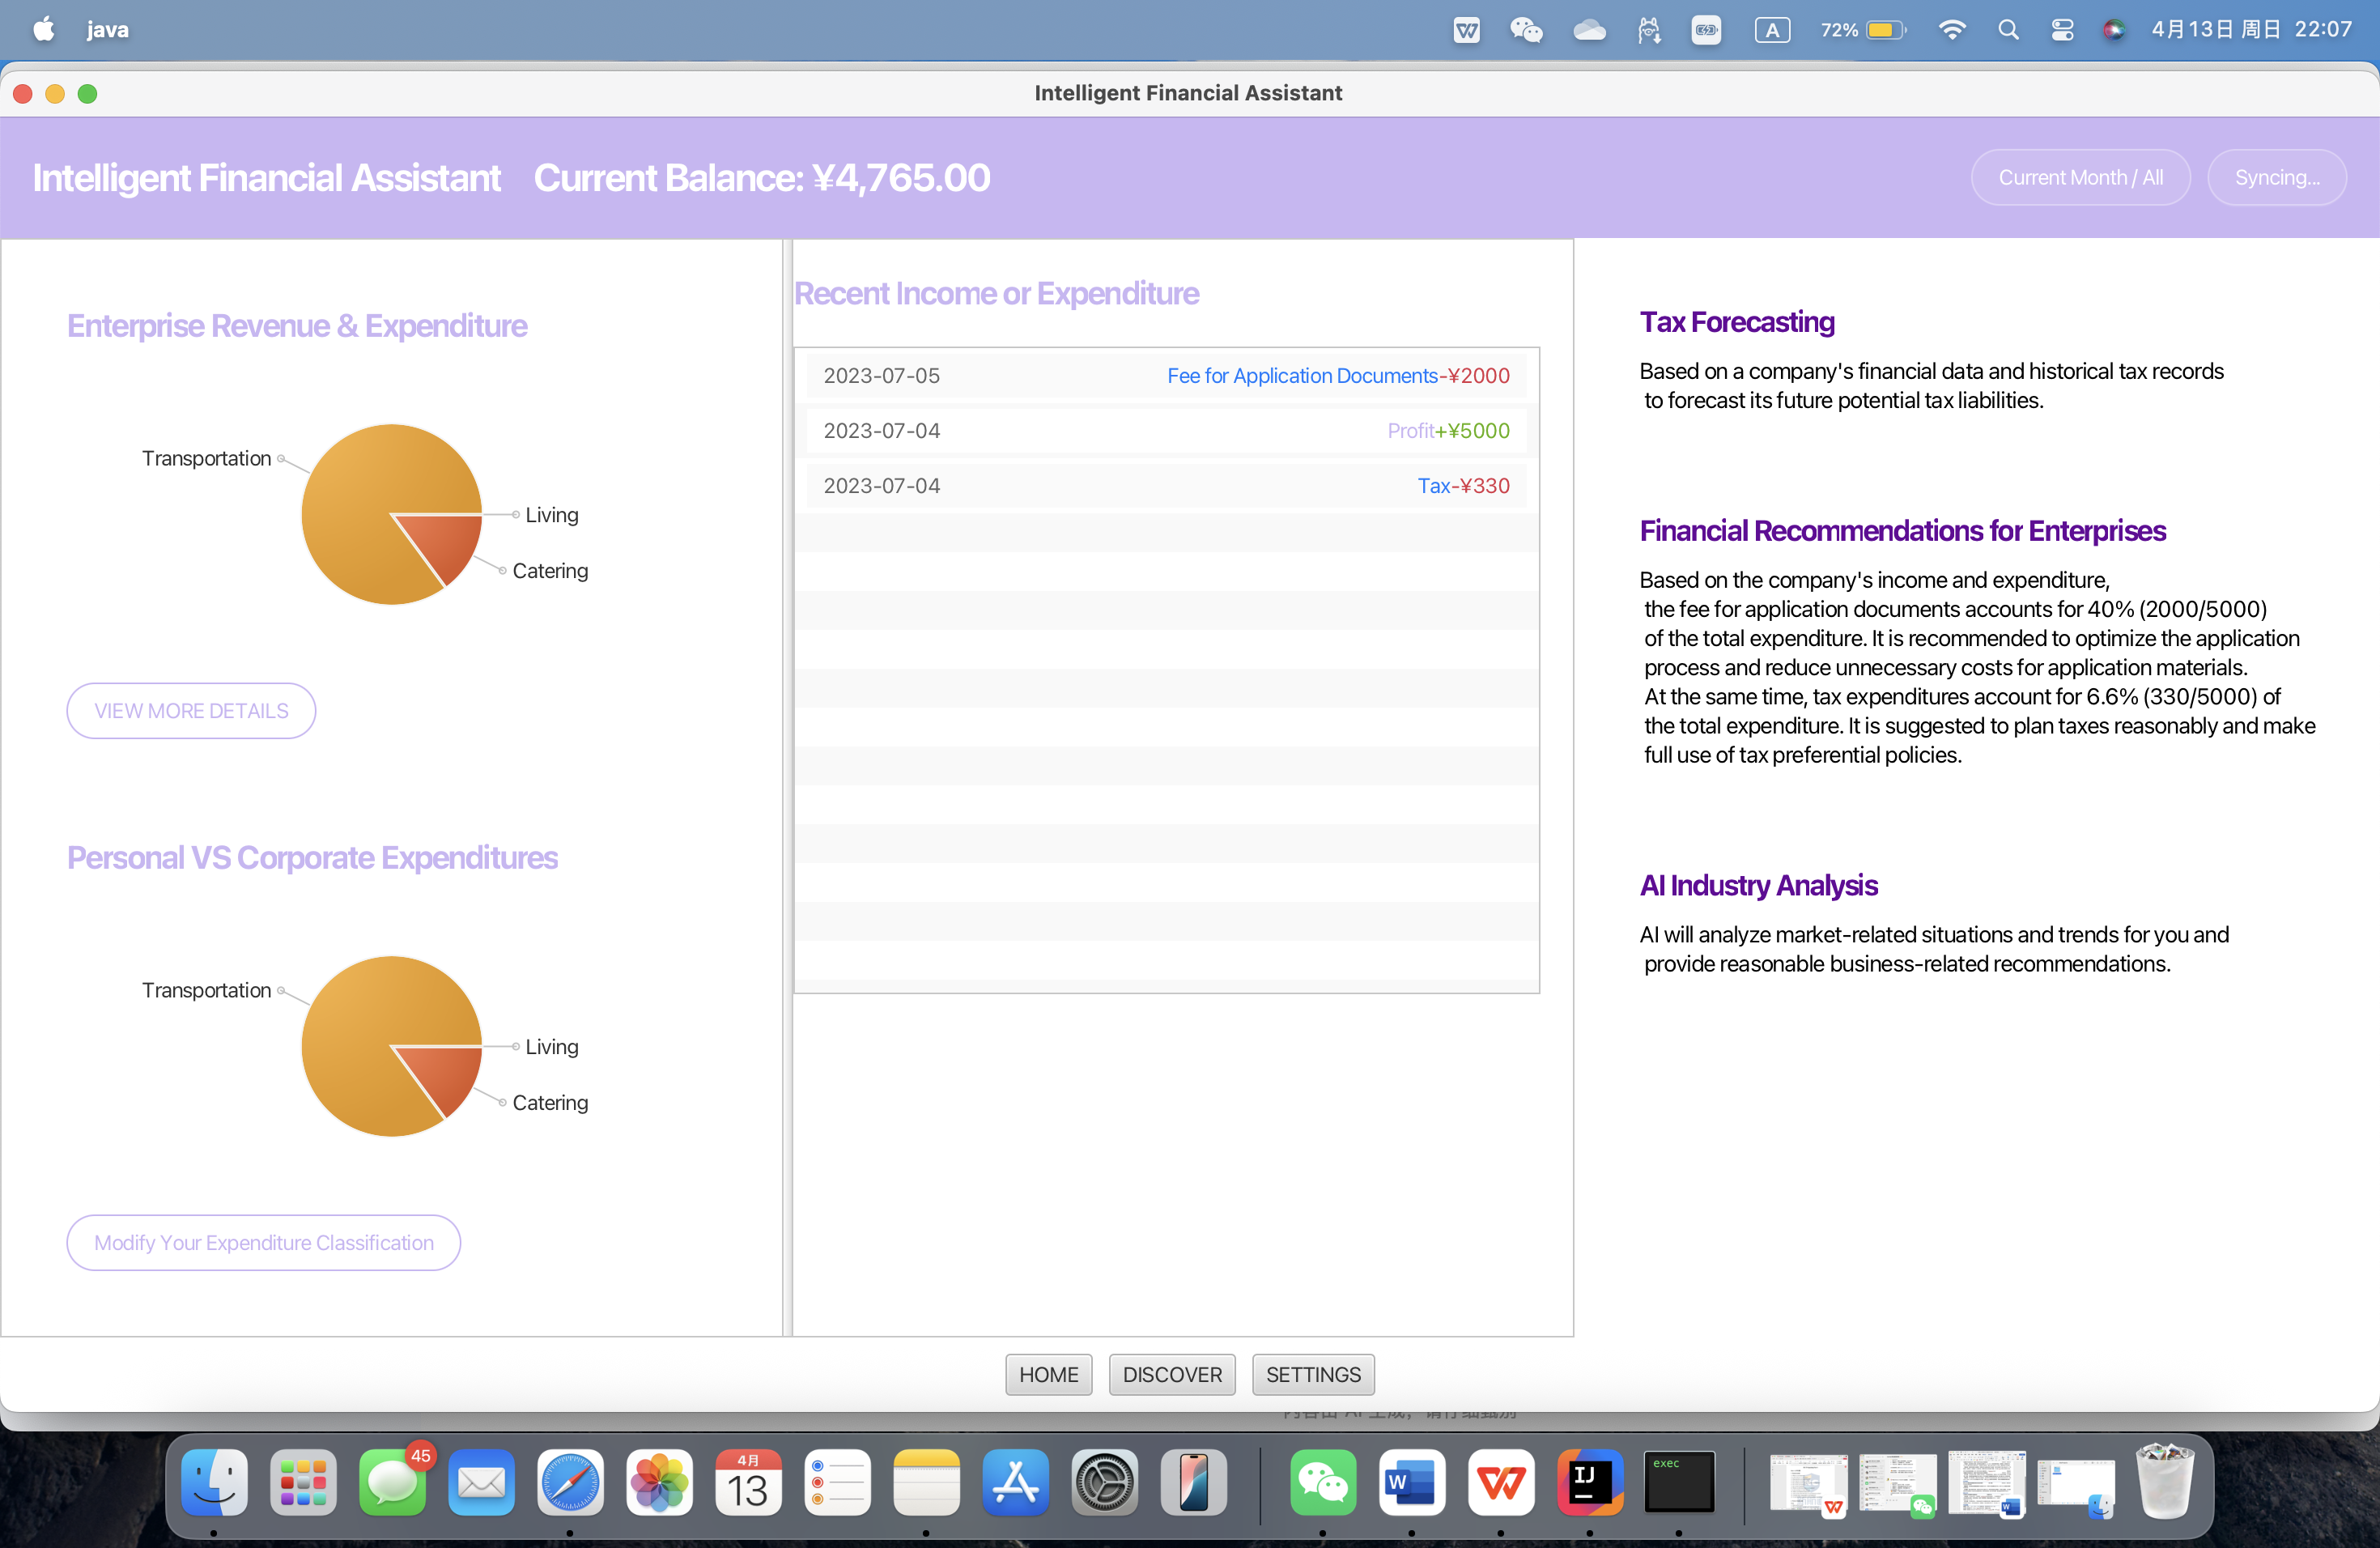 java
A
72%
4月13日 周日 22:07
Intelligent Financial Assistant
Intelligent Financial Assistant Current Balance: ¥4,765.00
Current Month / All
Syncing...
Enterprise Revenue & Expenditure
Transportation
Living
Catering
VIEW MORE DETAILS
Personal VS Corporate Expenditures
Transportation
Living
Catering
Modify Your Expenditure Classification
Recent Income or Expenditure
2023-07-05 Fee for Application Documents-¥2000
2023-07-04 Profit+¥5000
2023-07-04 Tax-¥330
Tax Forecasting
Based on a company's financial data and historical tax records
to forecast its future potential tax liabilities.
Financial Recommendations for Enterprises
Based on the company's income and expenditure,
the fee for application documents accounts for 40% (2000/5000)
of the total expenditure. It is recommended to optimize the application
process and reduce unnecessary costs for application materials.
At the same time, tax expenditures account for 6.6% (330/5000) of
the total expenditure. It is suggested to plan taxes reasonably and make
full use of tax preferential policies.
AI Industry Analysis
AI will analyze market-related situations and trends for you and
provide reasonable business-related recommendations.
HOME
DISCOVER
SETTINGS
45
4月
13
W
IJ
exec